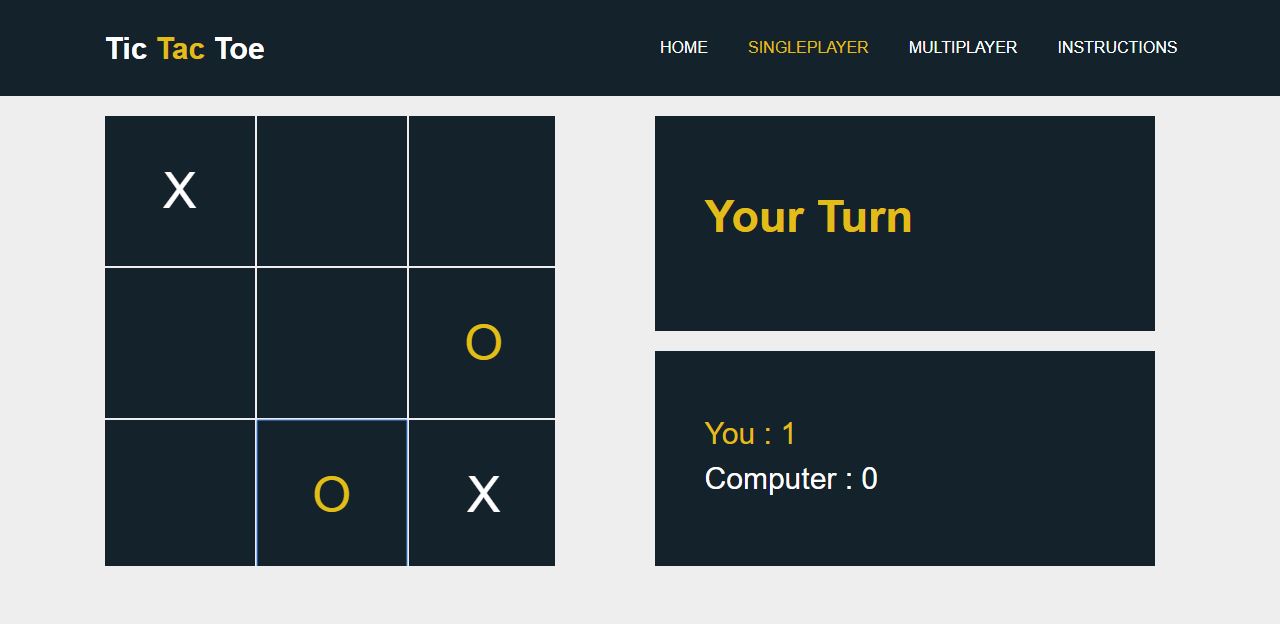 Tic Tac Toe
HOME SINGLEPLAYER MULTIPLAYER INSTRUCTIONS
X
O
O X
Your Turn
You : 1
Computer : 0